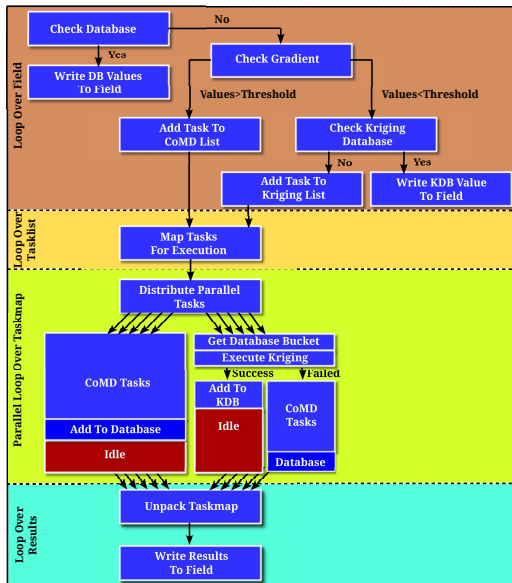 Loop Over Field
Check Database
No
Yes
Check Gradient
Write DB Values
To Field
Values>Threshold
Values<Threshold
Add Task To
CoMD List
Check Kriging
Database
No
Yes
Add Task To
Kriging List
Write KDB Value
To Field
Loop Over
Tasklist
Map Tasks
For Execution
Parallel Loop Over Taskmap
Distribute Parallel
Tasks
Get Database Bucket
Execute Kriging
Success
Failed
CoMD Tasks
Add To
KDB
CoMD
Tasks
Add To Database
Idle
Idle
Database
Loop Over
Results
Unpack Taskmap
Write Results
To Field